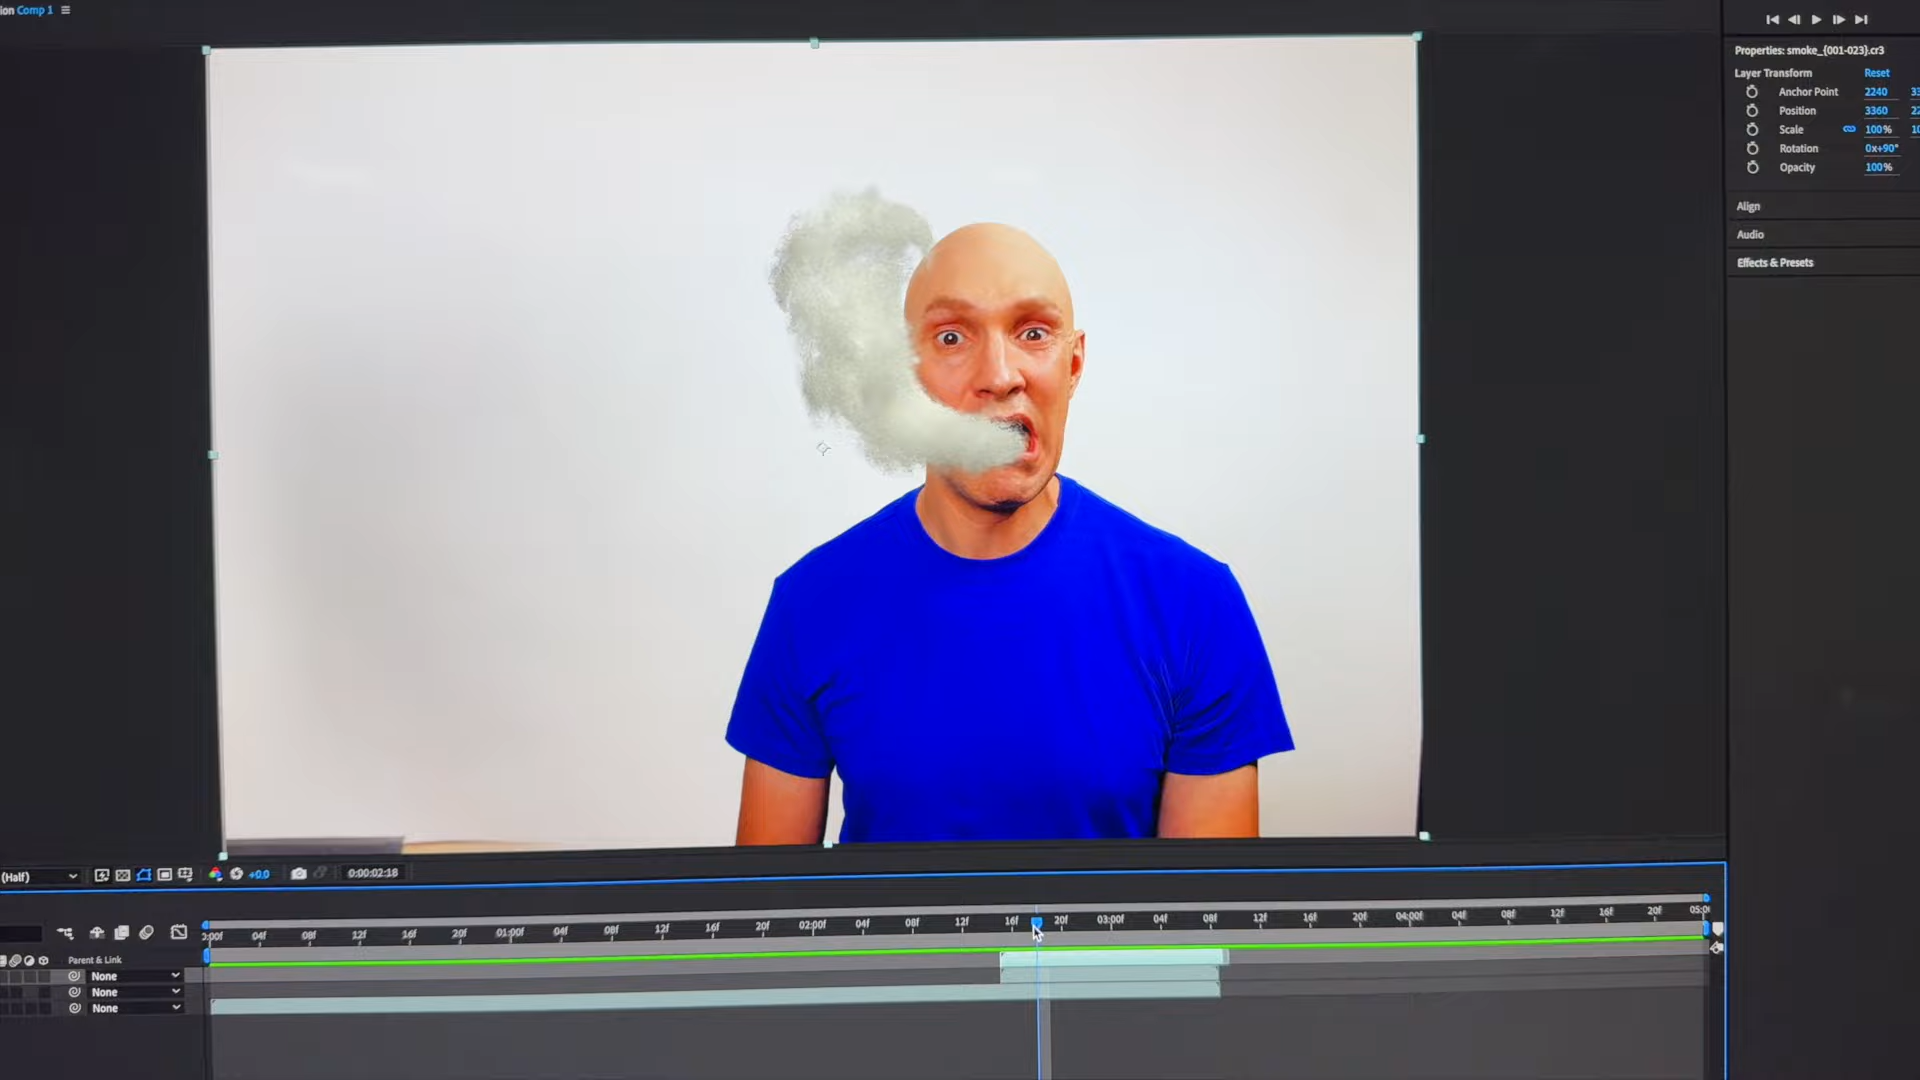 ion Comp 1
Properties: smoke_{001-023}.cr3
Layer Transform Reset
Anchor Point 2240
Position 3360
Scale 100%
Rotation 0x+90°
Opacity 100%
Align
Audio
Effects & Presets
(Half) +0.0 0:00:02:18
04f 08f 12f 16f 20f 01:00f 04f 08f 12f 16f 20f 02:00f 04f 08f 12f 16f 20f 03:00f 04f 08f 12f 16f 20f 04:00f 04f 08f 12f 16f 20f
Parent & Link
None
None
None